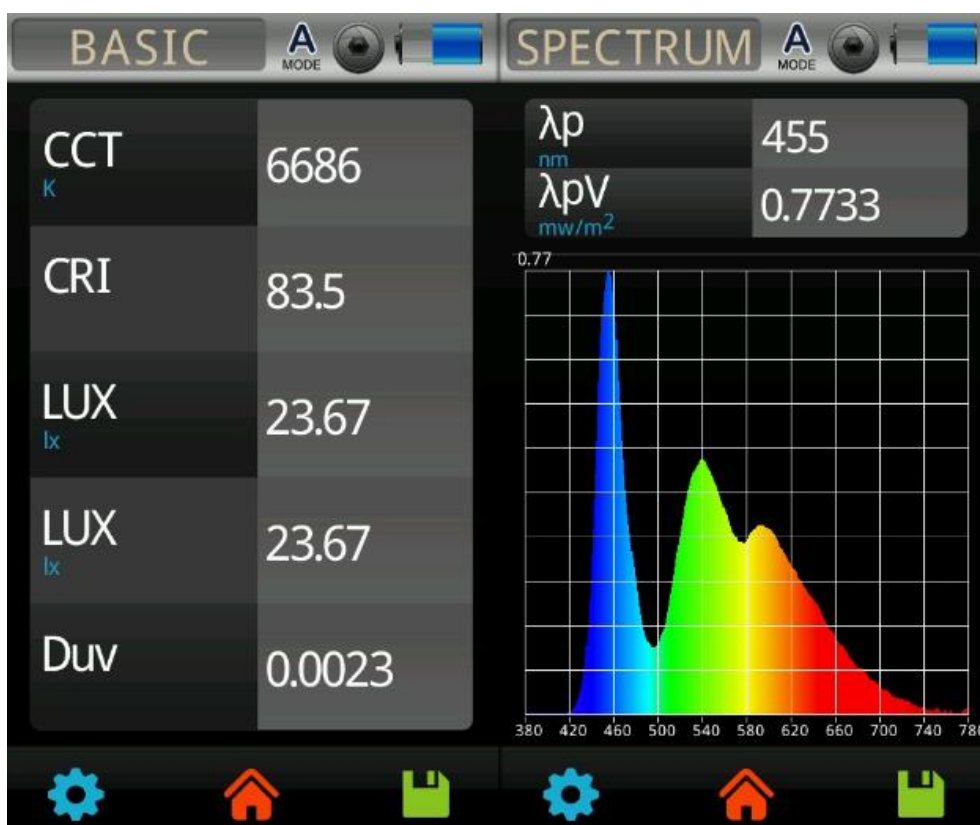 BASIC
A
MODE
CCT
K
6686
CRI
83.5
LUX
lx
23.67
LUX
lx
23.67
Duv
0.0023
SPECTRUM
A
MODE
λp
nm
455
λpV
mw/m2
0.7733
0.77
380 420 460 500 540 580 620 660 700 740 780